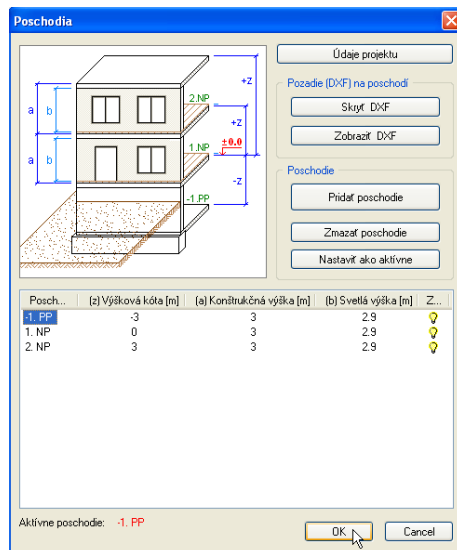 Poschodia
Údaje projektu
Pozadie (DXF) na poschodí
Skryť DXF
Zobraziť DXF
Poschodie
Pridať poschodie
Zmazať poschodie
Nastaviť ako aktívne
+z
2.NP
a
b
+z
1.NP
±0.0
a
b
-z
-1.PP
Posch...
(z) Výšková kóta [m]
(a) Konštrukčná výška [m]
(b) Svetlá výška [m]
Z...
-1. PP -3 3 2.9
1. NP 0 3 2.9
2. NP 3 3 2.9
Aktívne poschodie: -1. PP
OK
Cancel